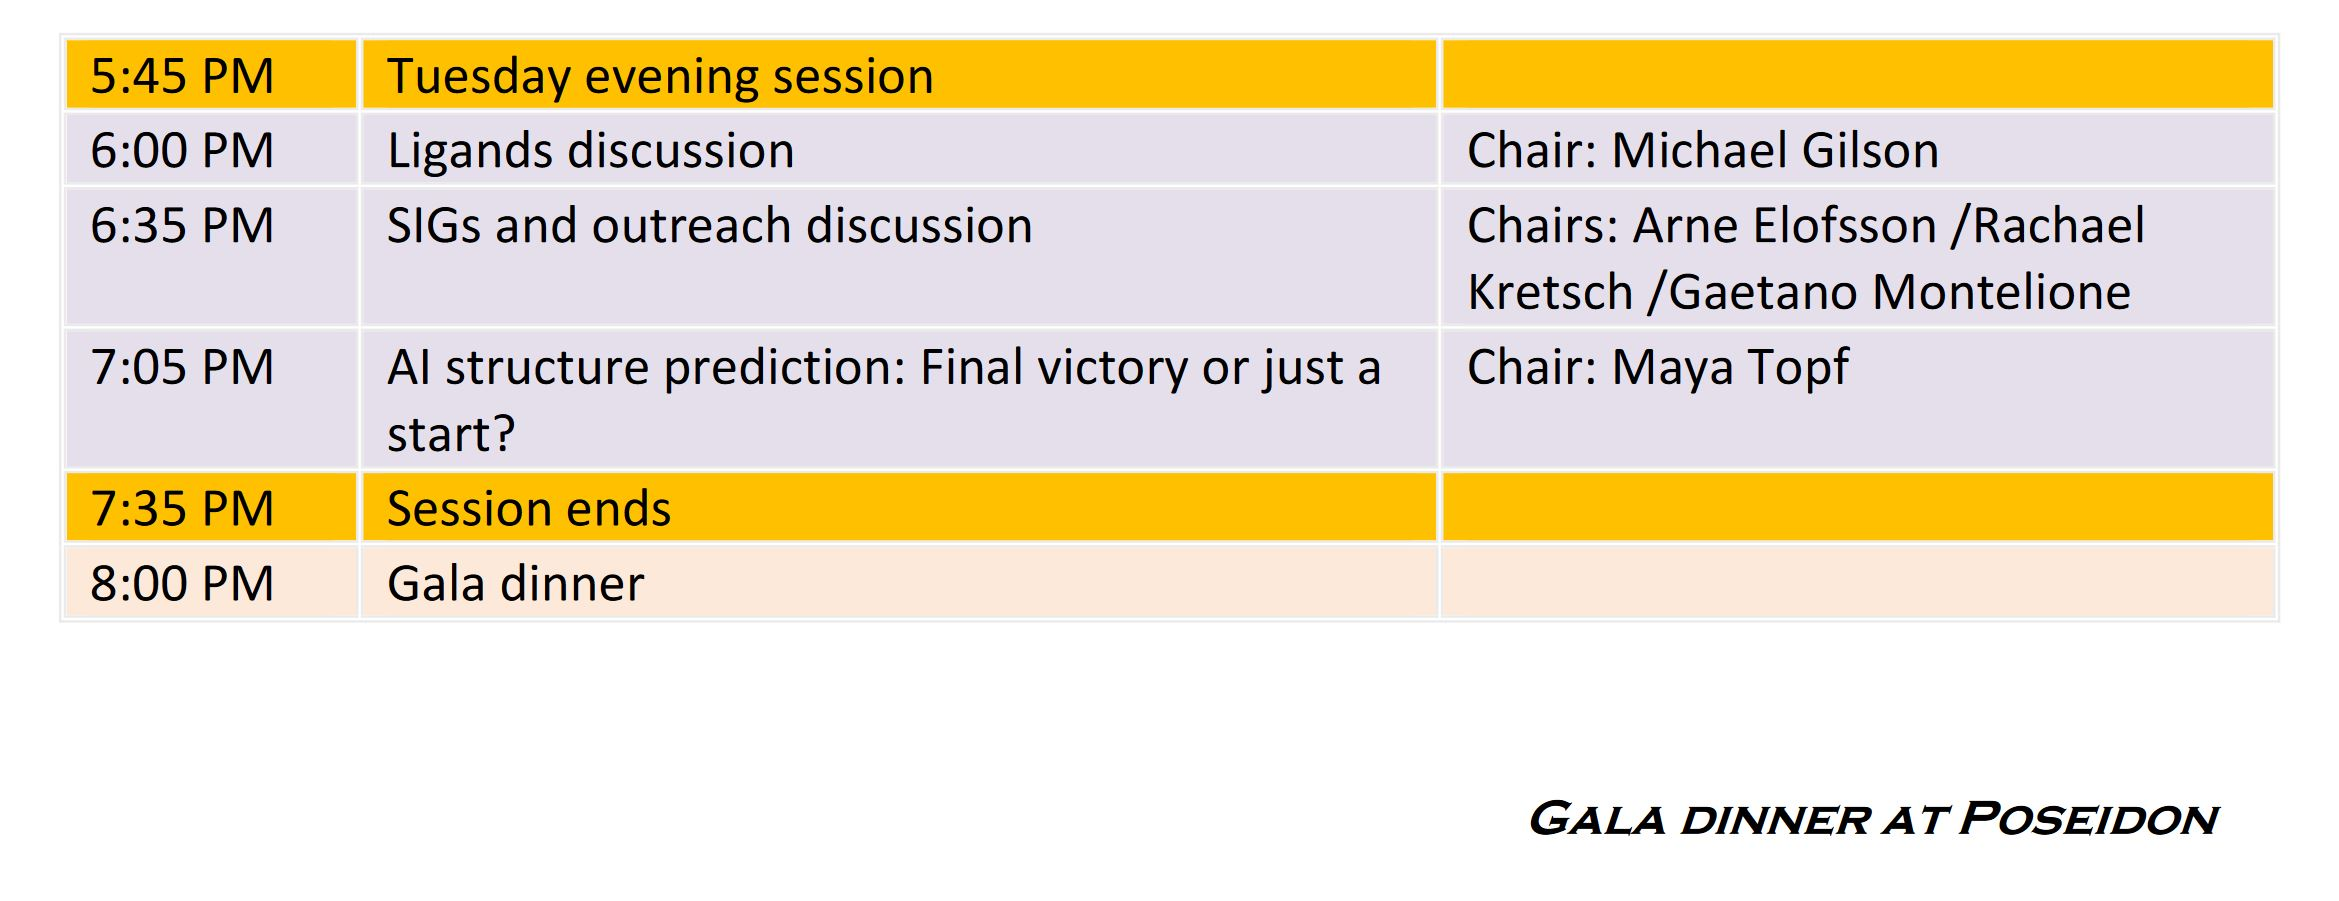 5:45 PM Tuesday evening session
6:00 PM Ligands discussion Chair: Michael Gilson
6:35 PM SIGs and outreach discussion Chairs: Arne Elofsson /Rachael
Kretsch /Gaetano Montelione
7:05 PM AI structure prediction: Final victory or just a Chair: Maya Topf
start?
7:35 PM Session ends
8:00 PM Gala dinner
Gala dinner at Poseidon